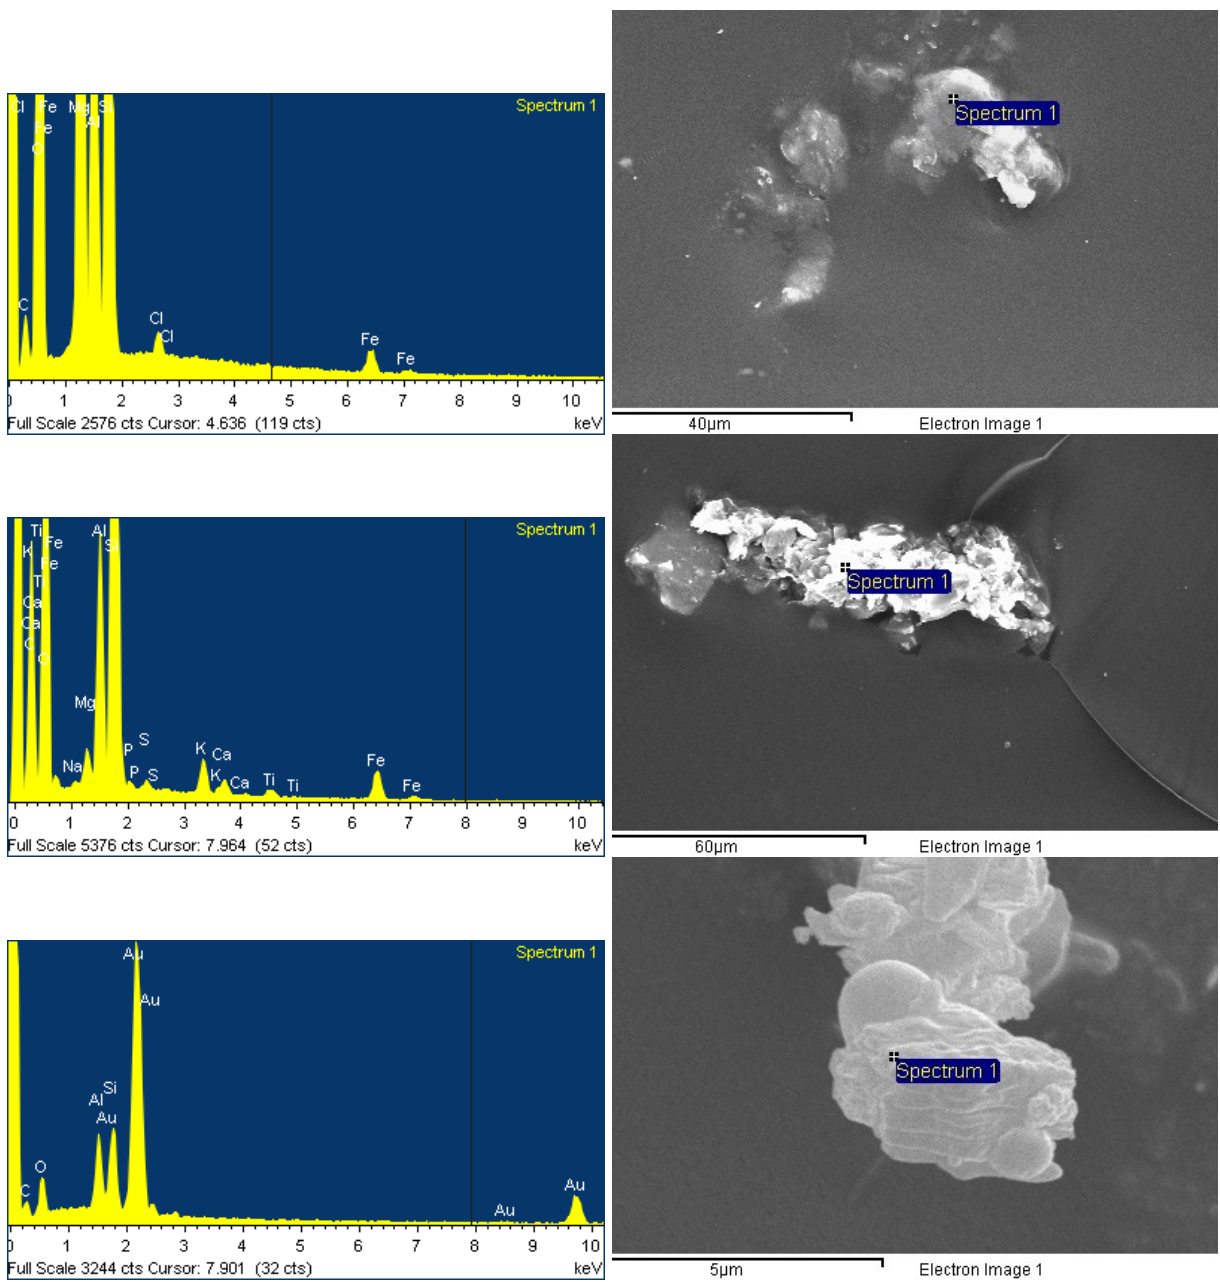 Spectrum 1
Cl Fe Mg Si
Fe Al
O
C
Cl
Cl
Fe
Fe
0 1 2 3 4 5 6 7 8 9 10
Full Scale 2576 cts Cursor: 4.636 (119 cts) keV
Spectrum 1
40µm Electron Image 1
Spectrum 1
Ti Al
K Fe Si
Fe
Ti
Ca
Ca
C
O
Mg
Na P S
P S
K Ca
K Ca
Ti Ti
Fe
Fe
0 1 2 3 4 5 6 7 8 9 10
Full Scale 5376 cts Cursor: 7.964 (52 cts) keV
Spectrum 1
60µm Electron Image 1
Spectrum 1
Au
Au
Si
Al
Au
O
C
Au
Au
0 1 2 3 4 5 6 7 8 9 10
Full Scale 3244 cts Cursor: 7.901 (32 cts) keV
Spectrum 1
5µm Electron Image 1